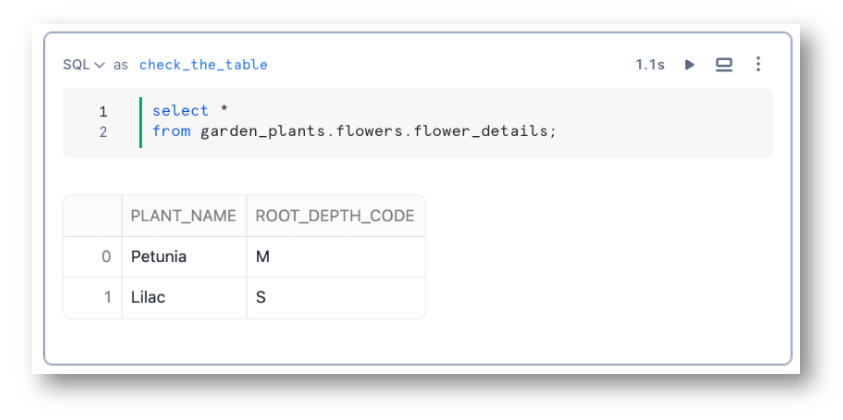 SQL as check_the_table 1.1s
1 select *
2 from garden_plants.flowers.flower_details;
PLANT_NAME ROOT_DEPTH_CODE
0 Petunia M
1 Lilac S